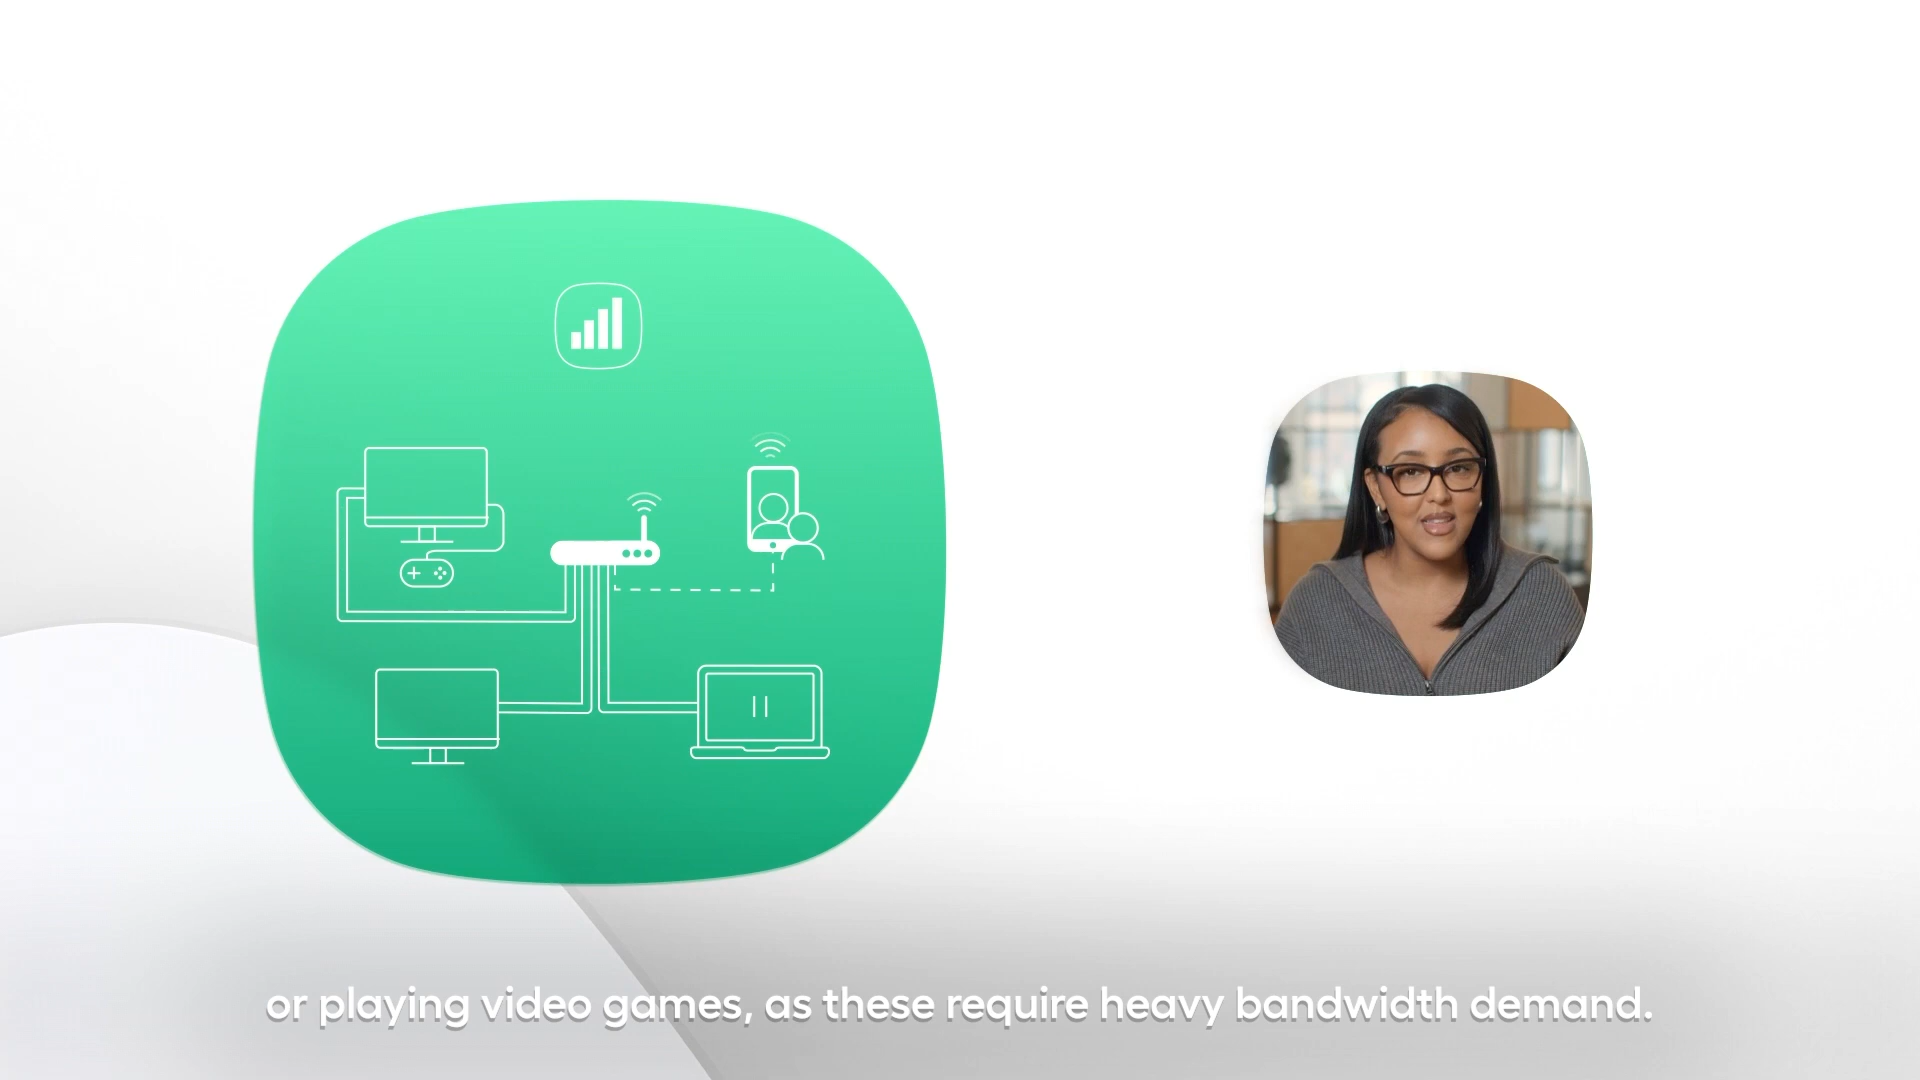 or playing video games, as these require heavy bandwidth demand.